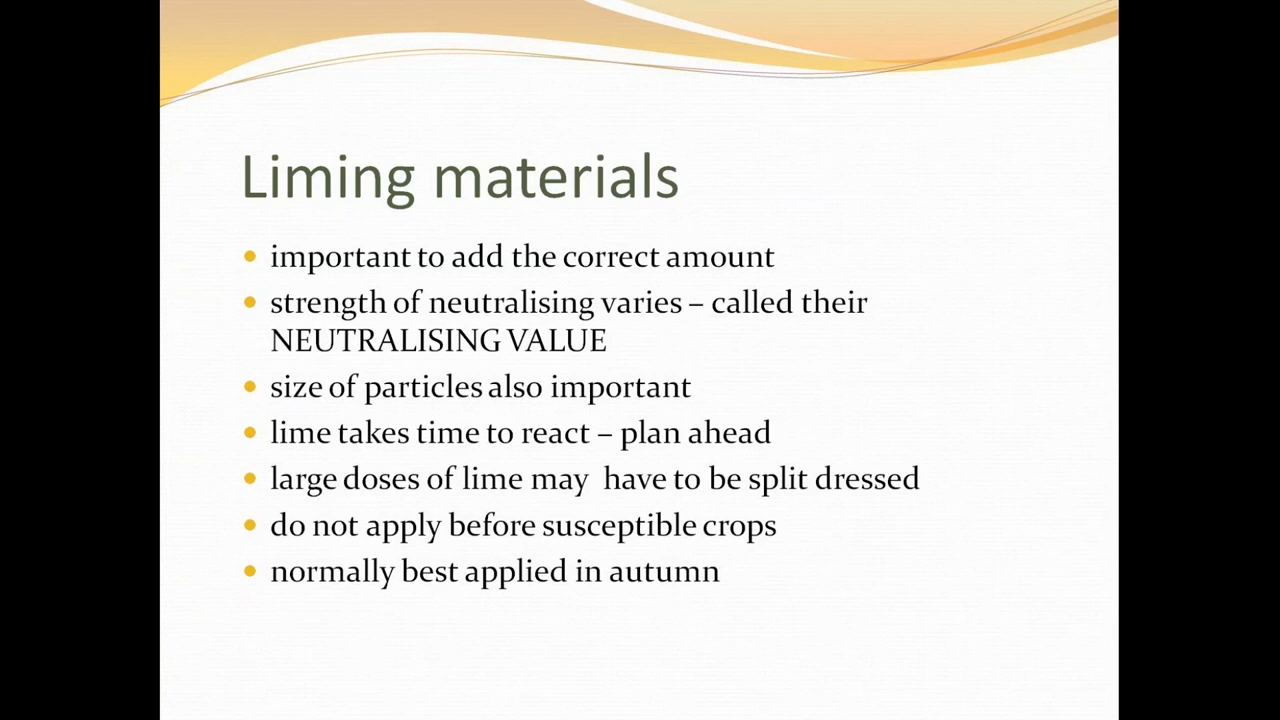 Liming materials
important to add the correct amount
strength of neutralising varies – called their
NEUTRALISING VALUE
size of particles also important
lime takes time to react – plan ahead
large doses of lime may  have to be split dressed
do not apply before susceptible crops
normally best applied in autumn